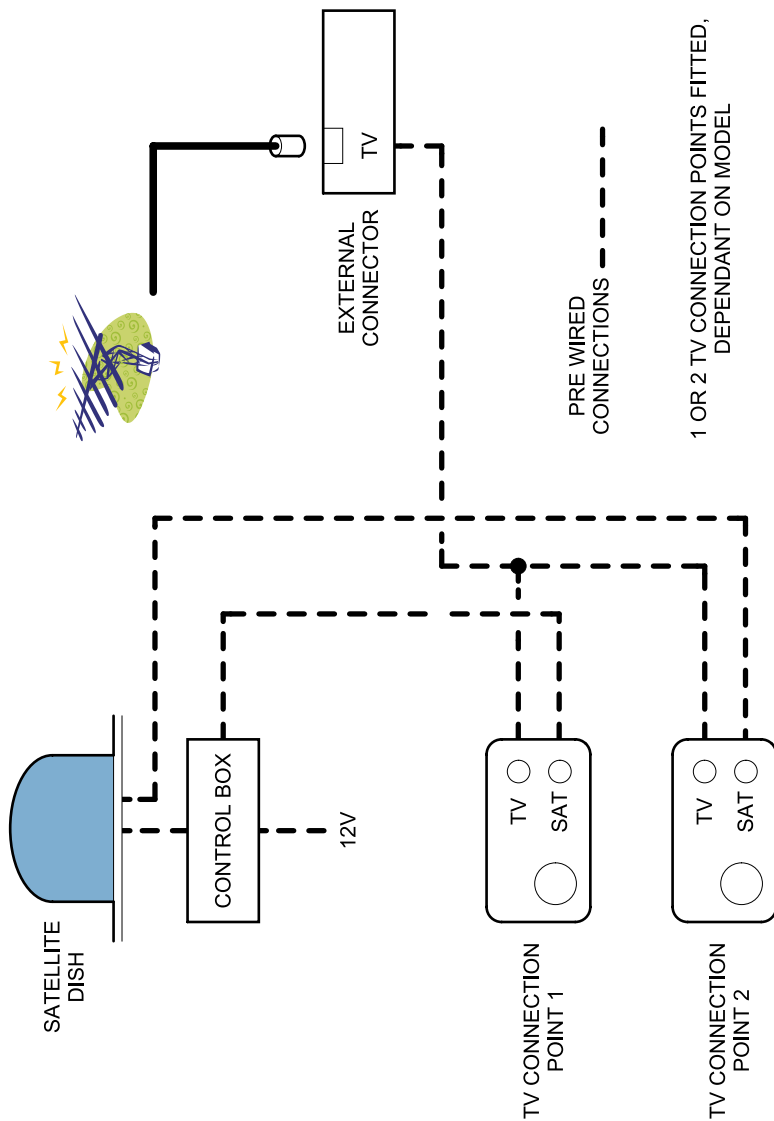 SATELLITE
DISH
CONTROL BOX
12V
TV CONNECTION
POINT 1
TV
SAT
TV CONNECTION
POINT 2
TV
SAT
EXTERNAL
CONNECTOR
TV
PRE WIRED
CONNECTIONS
1 OR 2 TV CONNECTION POINTS FITTED,
DEPENDANT ON MODEL